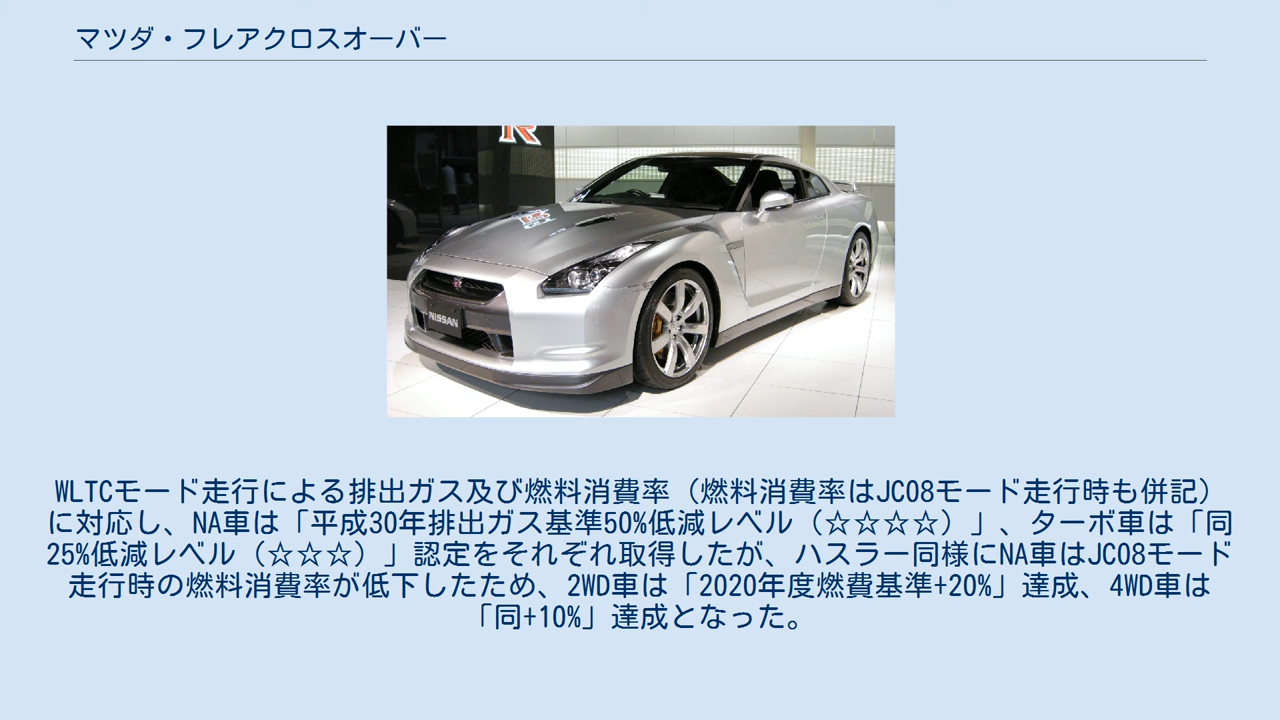 マツダ・フレアクロスオーバー
R
NISSAN
WLTCモード走行による排出ガス及び燃料消費率（燃料消費率はJC08モード走行時も併記）
に対応し、NA車は「平成30年排出ガス基準50%低減レベル（☆☆☆☆）」、ターボ車は「同
25%低減レベル（☆☆☆）」認定をそれぞれ取得したが、ハスラー同様にNA車はJC08モード
走行時の燃料消費率が低下したため、2WD車は「2020年度燃費基準+20%」達成、4WD車は
「同+10%」達成となった。